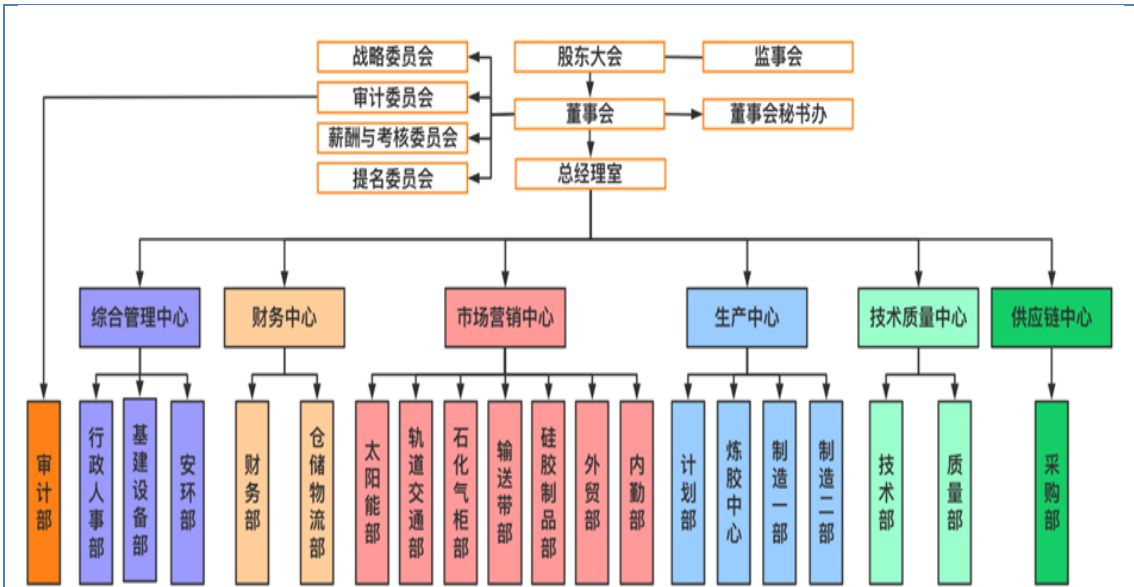 战略委员会
股东大会
监事会
审计委员会
董事会
董事会秘书办
薪酬与考核委员会
总经理室
提名委员会
综合管理中心
财务中心
市场营销中心
生产中心
技术质量中心
供应链中心
审计部
行政人事部
基建设备部
安环部
财务部
仓储物流部
太阳能部
轨道交通部
石化气柜部
输送带部
硅胶制品部
外贸部
内勤部
计划部
炼胶中心
制造一部
制造二部
技术部
质量部
采购部